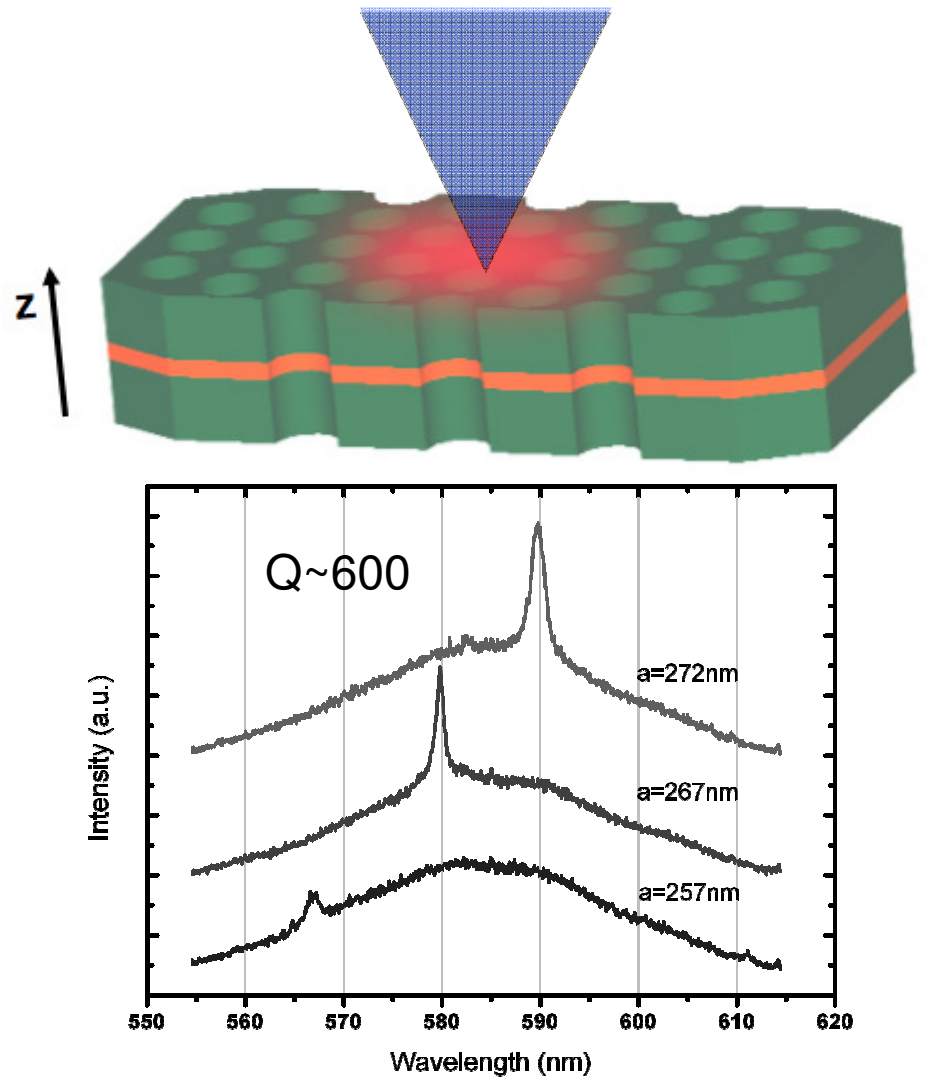 z
Q~600
a=272nm
a=267nm
a=257nm
Intensity (a.u.)
550 560 570 580 590 600 610 620
Wavelength (nm)